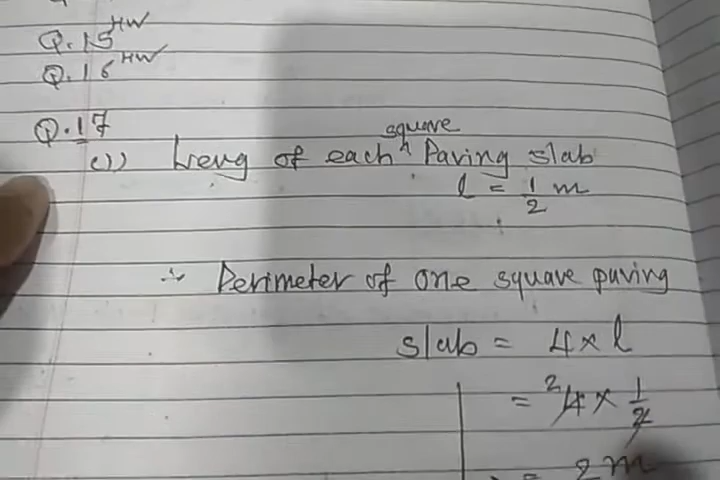 Q.15 HW
Q.16 HW
Q.17
(i) Leng of each square ^ Paving slab
l = 1/2 m
∴ Perimeter of one square paving
slab = 4 × l
= 2 4 × 1/2
= 2 m